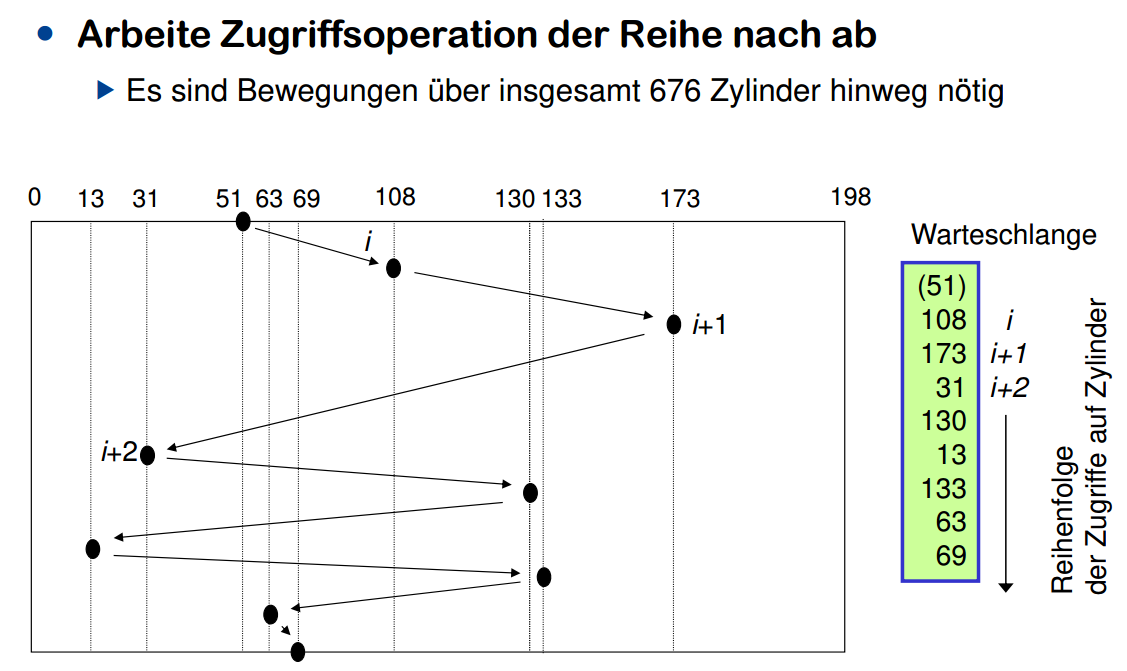 Arbeite Zugriffsoperation der Reihe nach ab
Es sind Bewegungen über insgesamt 676 Zylinder hinweg nötig
0 13 31 51 63 69 108 130 133 173 198
i
i+1
i+2
Warteschlange
(51)
108 i
173 i+1
31 i+2
130
13
133
63
69
Reihenfolge
der Zugriffe auf Zylinder